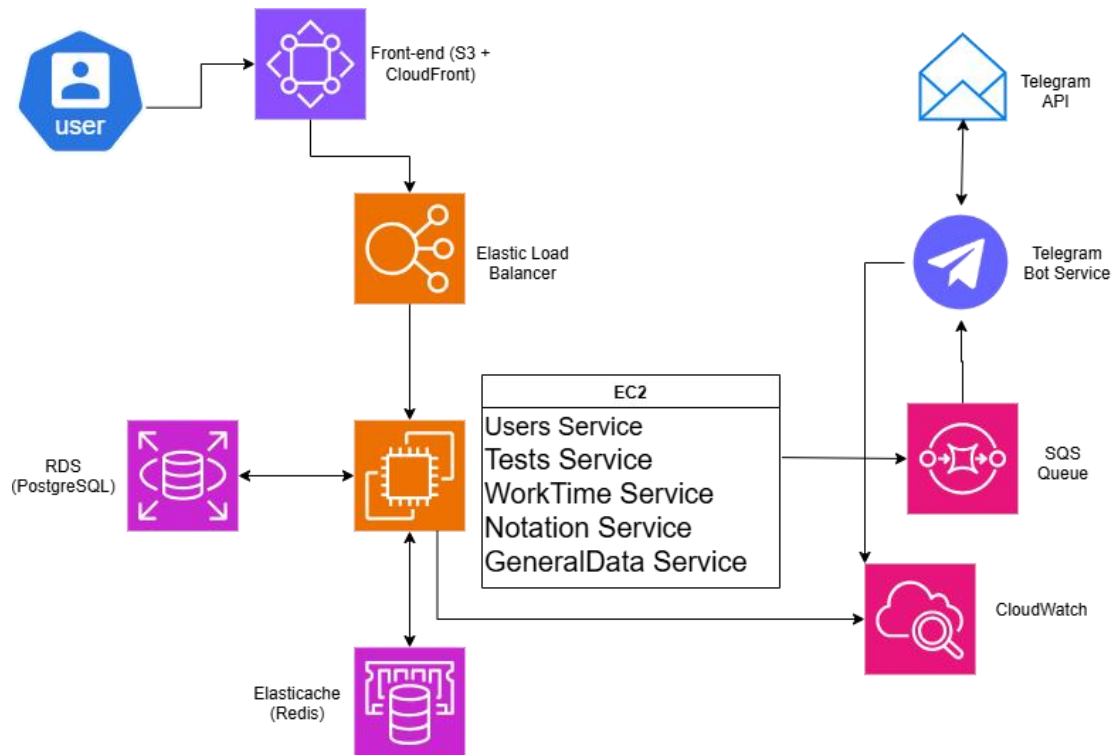 user
Front-end (S3 +
CloudFront)
Telegram
API
Elastic Load
Balancer
Telegram
Bot Service
EC2
Users Service
Tests Service
WorkTime Service
Notation Service
GeneralData Service
RDS
(PostgreSQL)
SQS
Queue
CloudWatch
Elasticache
(Redis)